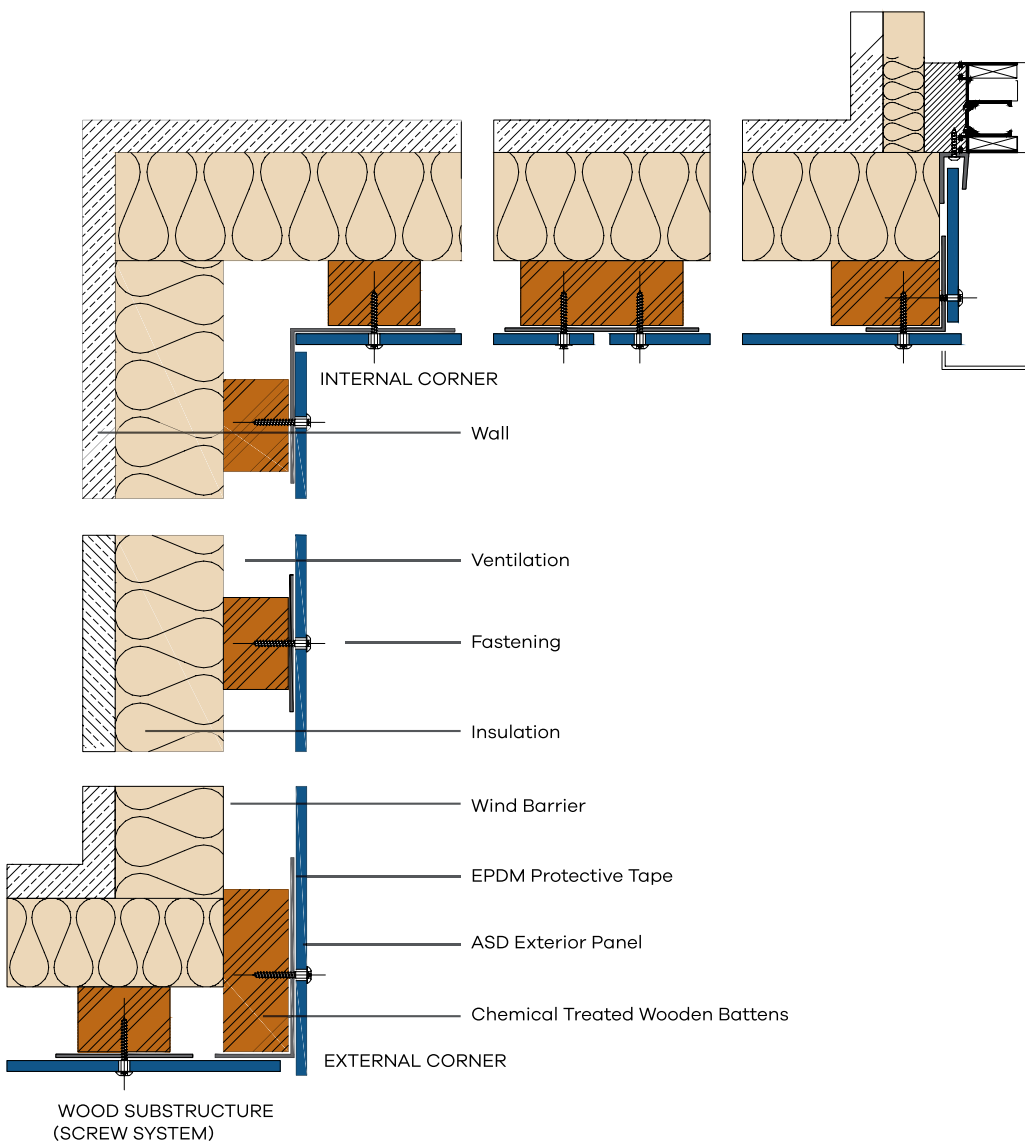 INTERNAL CORNER
Wall
Ventilation
Fastening
Insulation
Wind Barrier
EPDM Protective Tape
ASD Exterior Panel
Chemical Treated Wooden Battens
EXTERNAL CORNER
WOOD SUBSTRUCTURE
(SCREW SYSTEM)